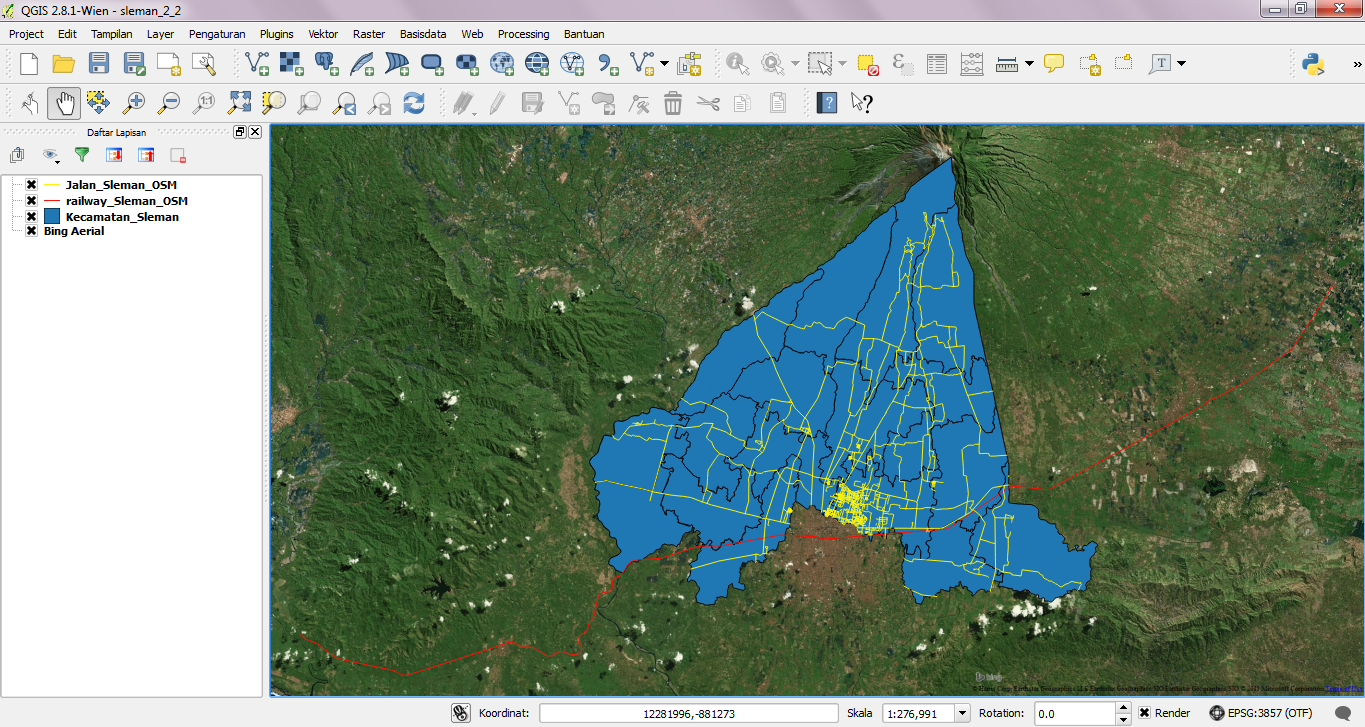 QGIS 2.8.1-Wien - sleman_2_2
Project Edit Tampilan Layer Pengaturan Plugins Vektor Raster Basisdata Web Processing Bantuan
1:1
T
»
? ?
Daftar Lapisan
Jalan_Sleman_OSM
railway_Sleman_OSM
Kecamatan_Sleman
Bing Aerial
Koordinat: 12281996,-881273 Skala 1:276,991 Rotation: 0.0 Render EPSG:3857 (OTF)